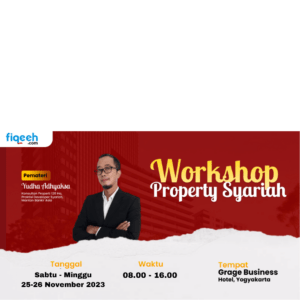 fiqeeh
.com
Pemateri
Yudha Adhyaksa
Workshop
Property Syariah
Tanggal
Sabtu - Minggu
25-26 November 2023
Waktu
08.00 - 16.00
Tempat
Grage Business
Hotel, Yogyakarta